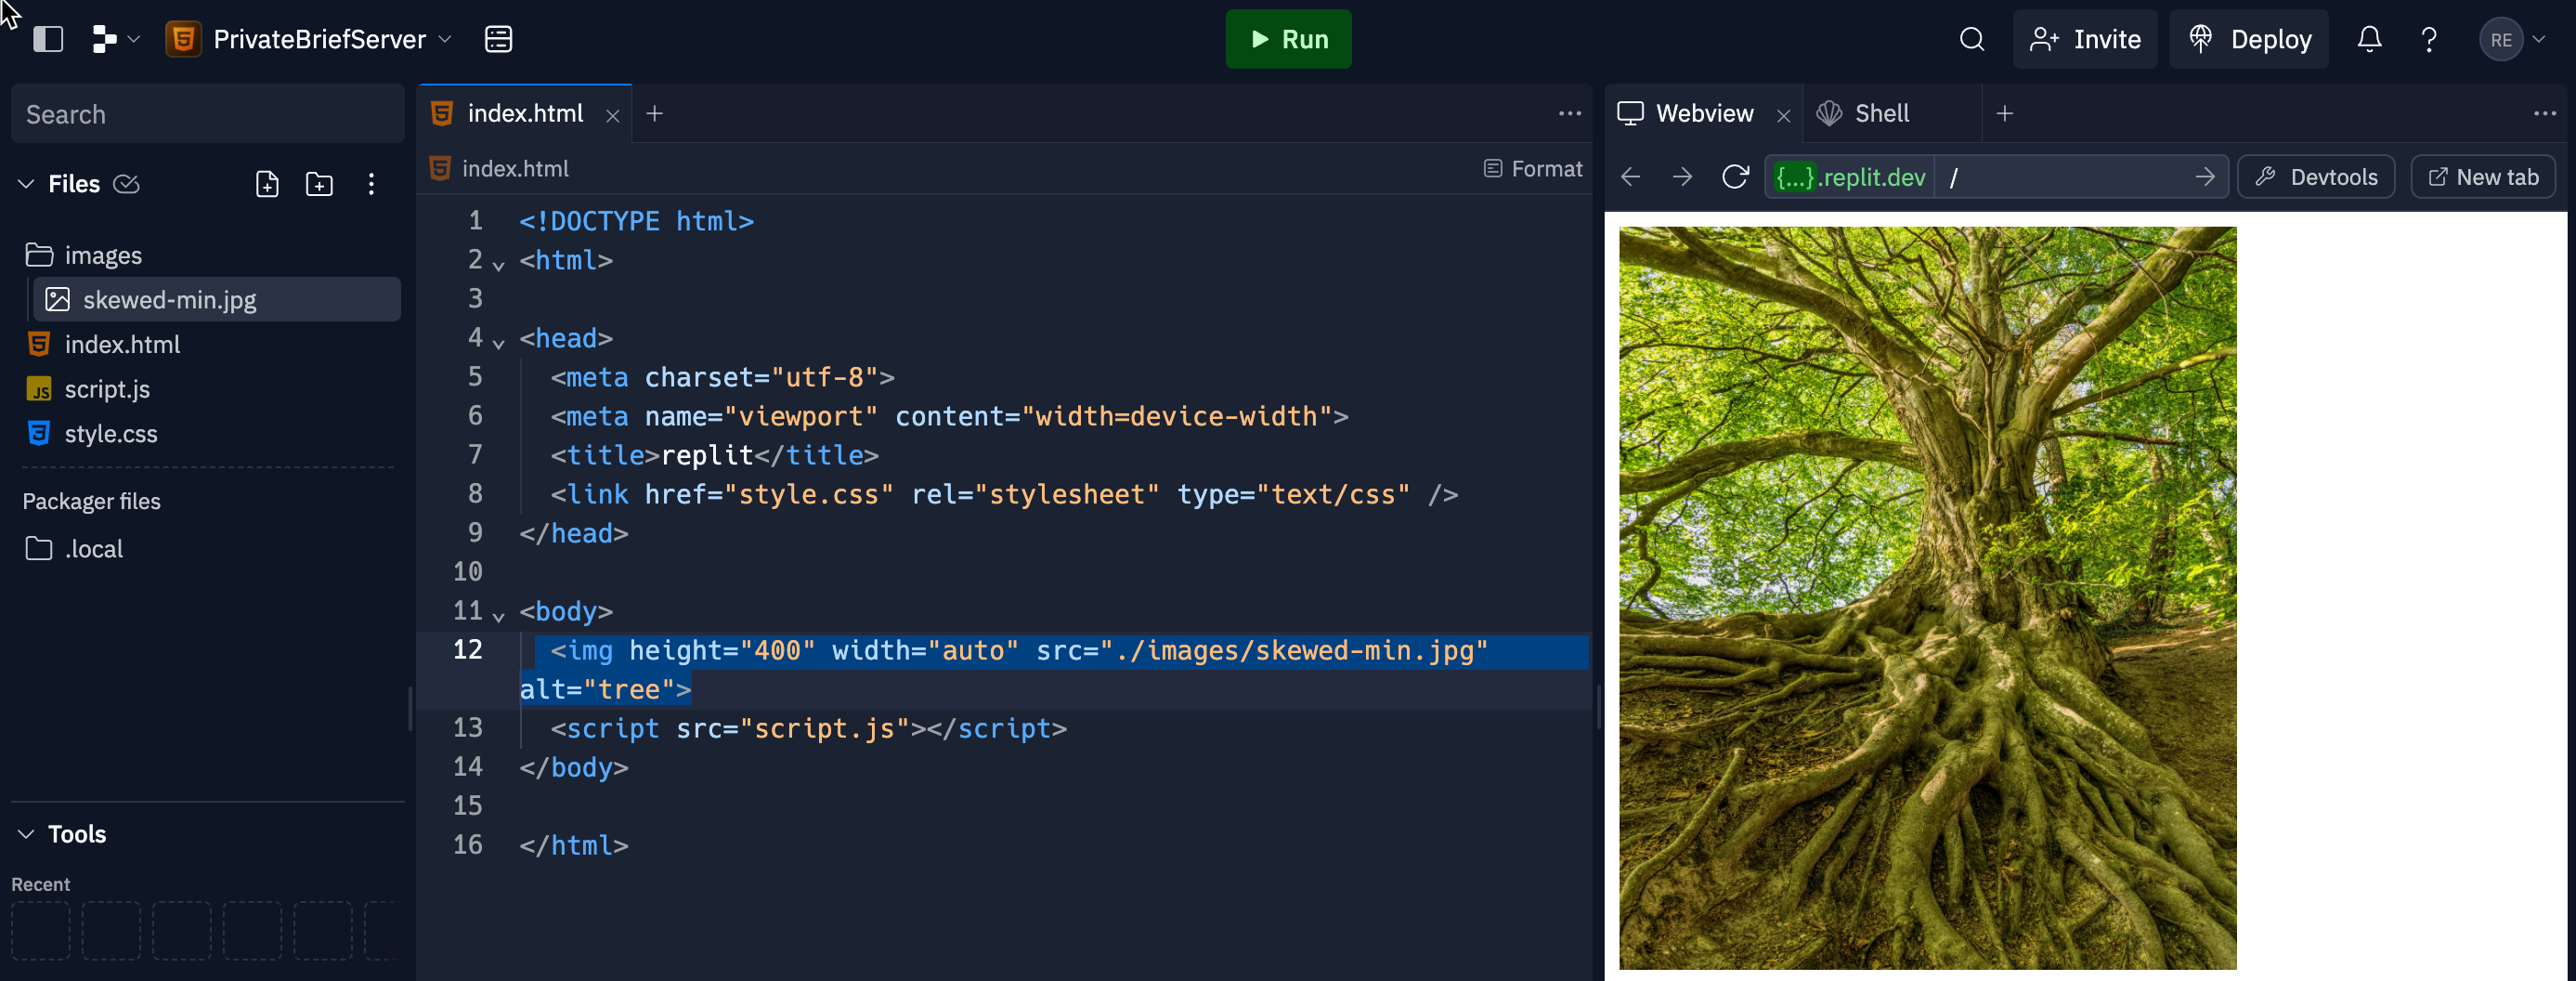 PrivateBriefServer
Run
Invite
Deploy
RE
Search
Files
images
skewed-min.jpg
index.html
script.js
style.css
Packager files
.local
Tools
Recent
index.html
index.html
Format
1 <!DOCTYPE html>
2 <html>
3
4 <head>
5 <meta charset="utf-8">
6 <meta name="viewport" content="width=device-width">
7 <title>replit</title>
8 <link href="style.css" rel="stylesheet" type="text/css" />
9 </head>
10
11 <body>
12 <img height="400" width="auto" src="./images/skewed-min.jpg"
alt="tree">
13 <script src="script.js"></script>
14 </body>
15
16 </html>
Webview
Shell
{...}.replit.dev /
Devtools
New tab